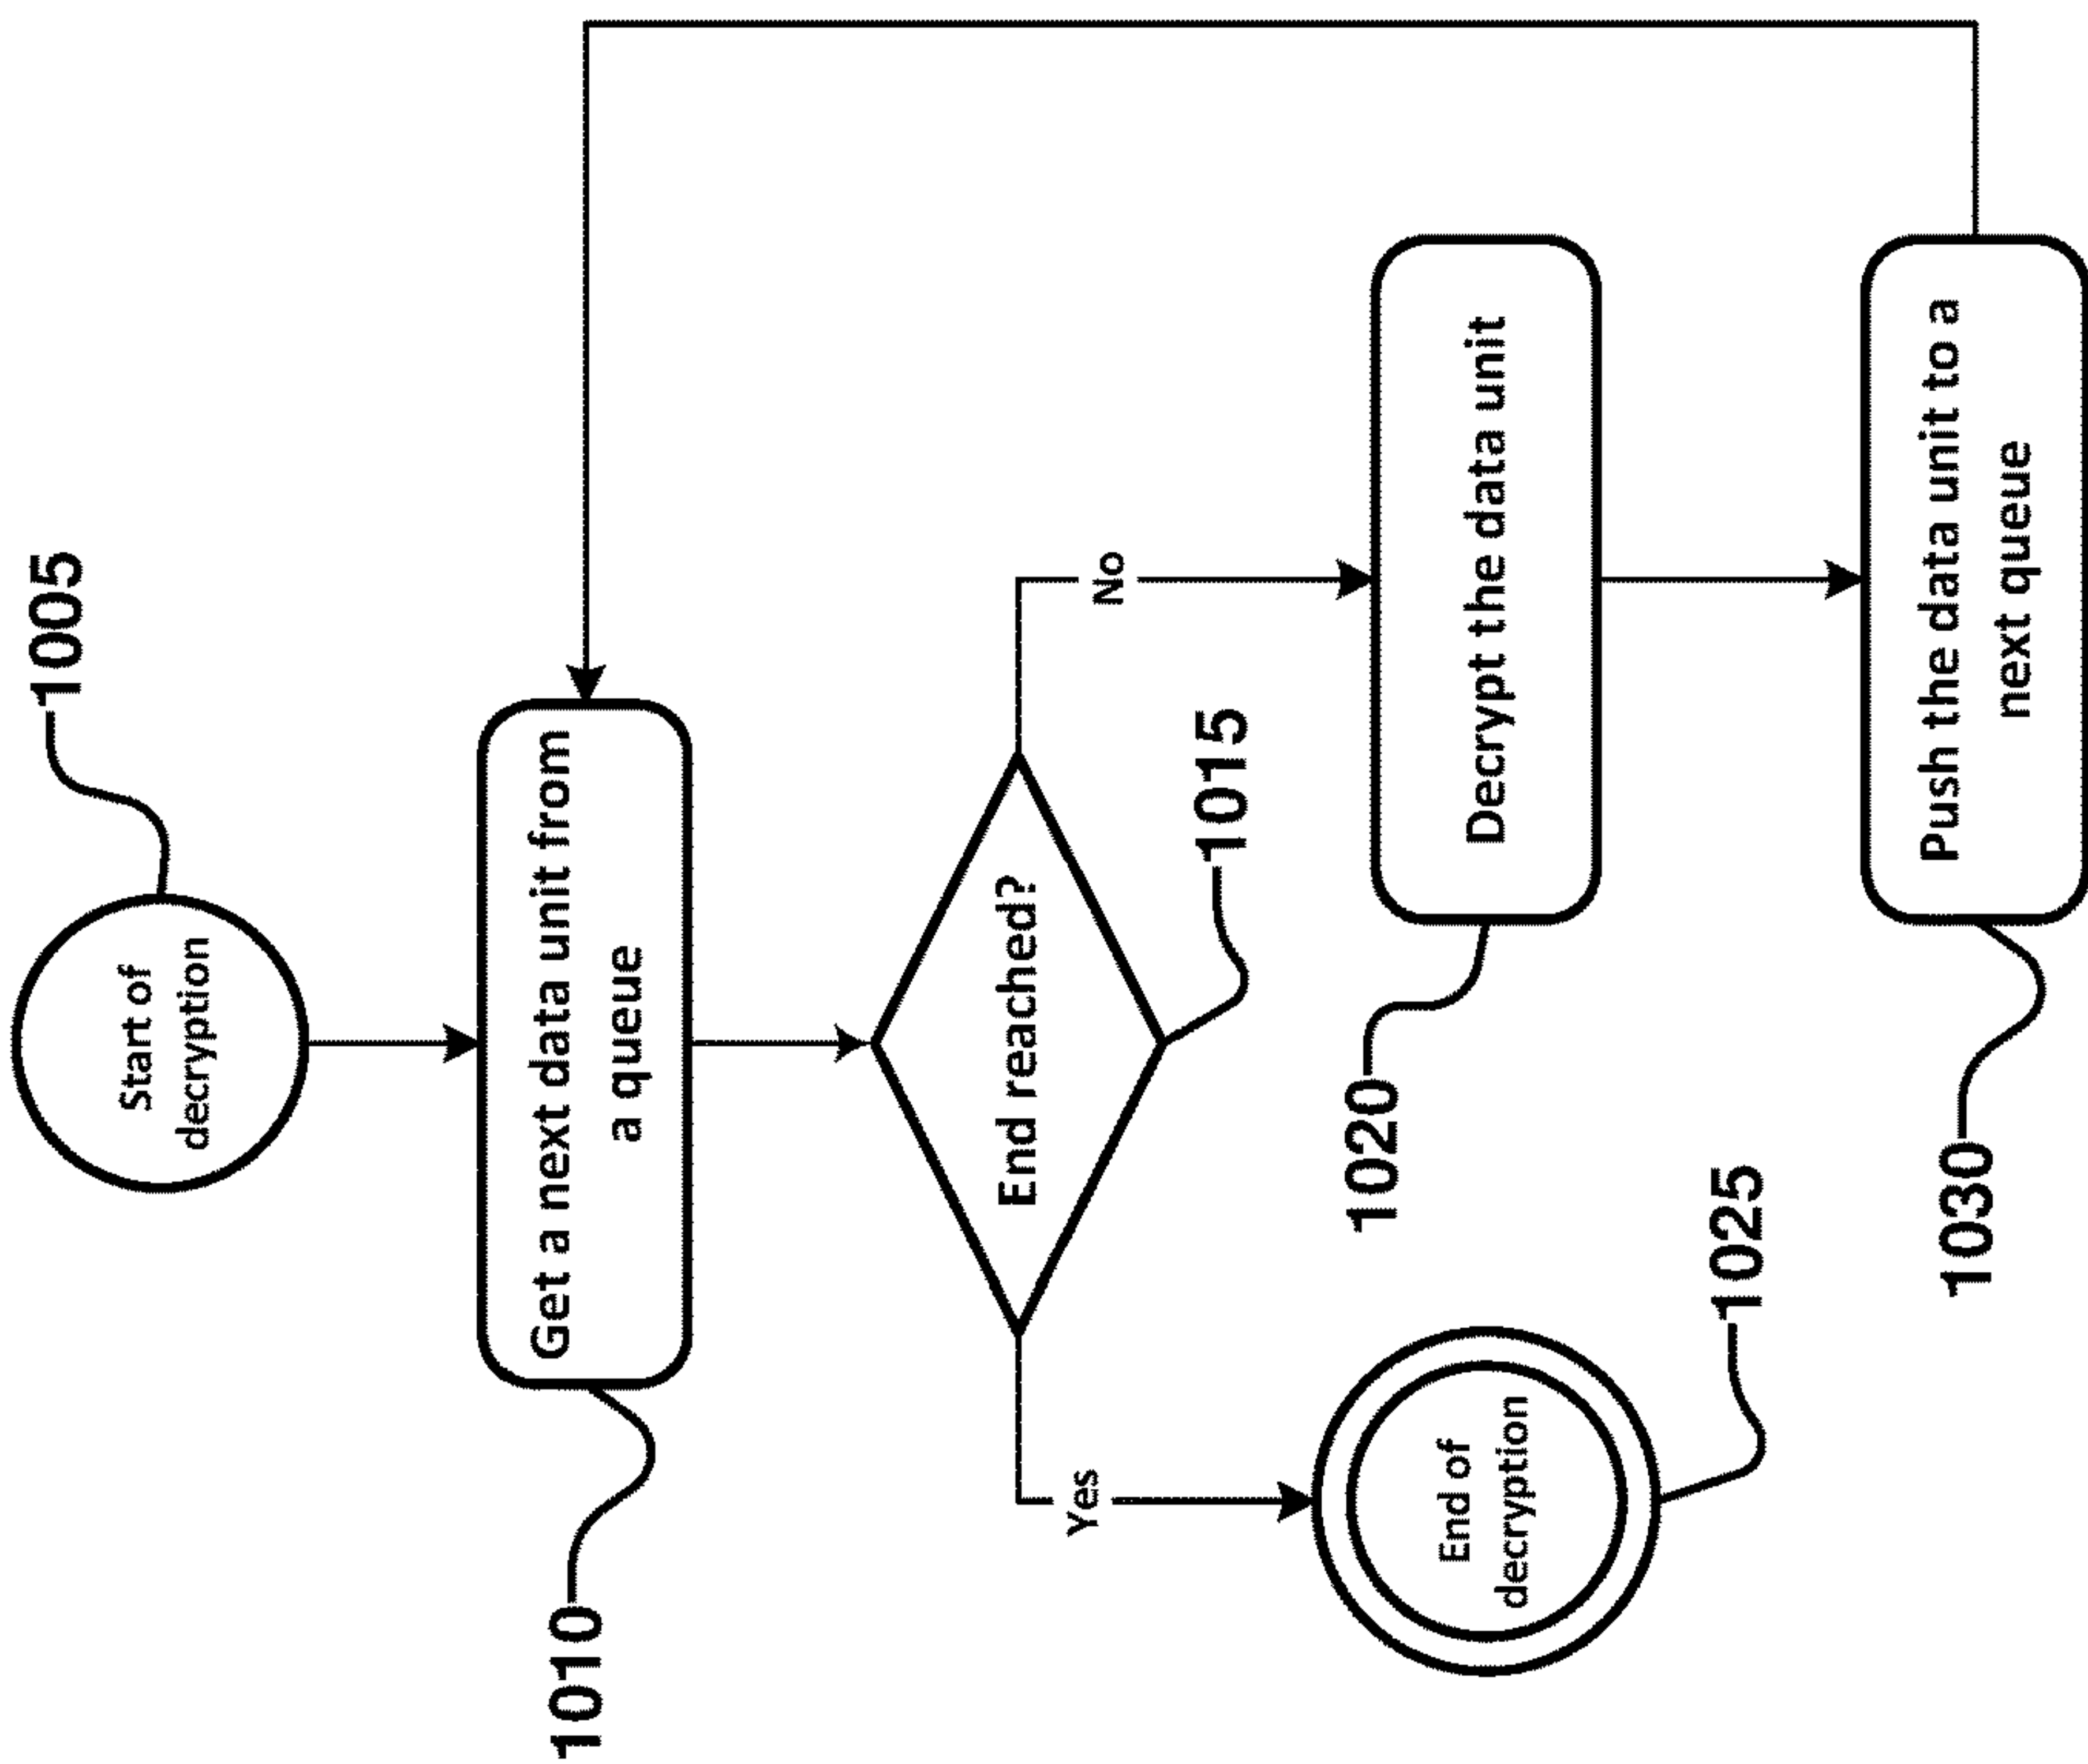 1005
Start of
decryption
1010
Get a next data unit from
a queue
End reached?
1015
Yes
No
1020
Decrypt the data unit
1025
End of
decryption
1030
Push the data unit to a
next queue